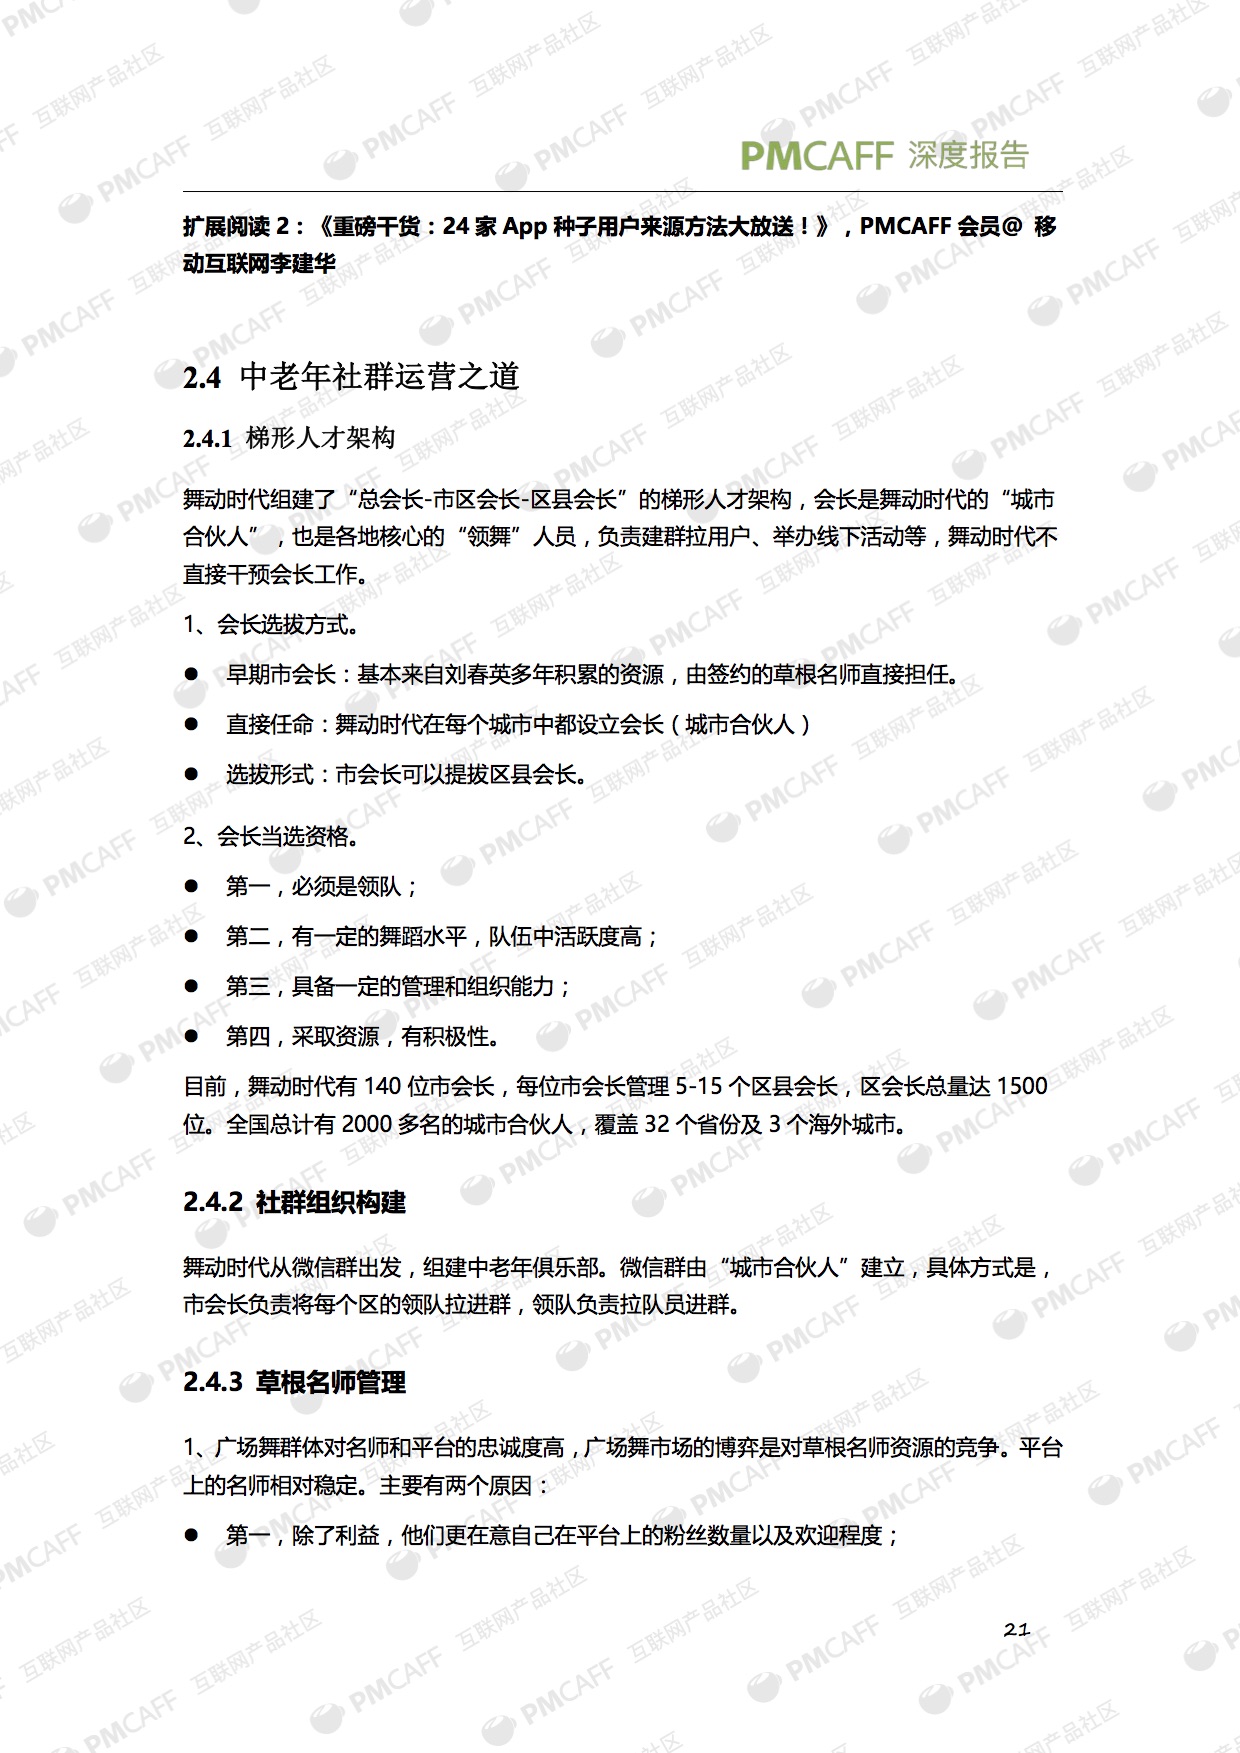 PMCAFF 深度报告
扩展阅读 2：《重磅干货：24 家 App 种子用户来源方法大放送！》，PMCAFF 会员@ 移
动互联网李建华
2.4 中老年社群运营之道
2.4.1 梯形人才架构
舞动时代组建了“总会长-市区会长-区县会长”的梯形人才架构，会长是舞动时代的“城市
合伙人”，也是各地核心的“领舞”人员，负责建群拉用户、举办线下活动等，舞动时代不
直接干预会长工作。
1、会长选拔方式。
● 早期市会长：基本来自刘春英多年积累的资源，由签约的草根名师直接担任。
● 直接任命：舞动时代在每个城市中都设立会长（城市合伙人）
● 选拔形式：市会长可以提拔区县会长。
2、会长当选资格。
● 第一，必须是领队；
● 第二，有一定的舞蹈水平，队伍中活跃度高；
● 第三，具备一定的管理和组织能力；
● 第四，采取资源，有积极性。
目前，舞动时代有 140 位市会长，每位市会长管理 5-15 个区县会长，区会长总量达 1500
位。全国总计有 2000 多名的城市合伙人，覆盖 32 个省份及 3 个海外城市。
2.4.2 社群组织构建
舞动时代从微信群出发，组建中老年俱乐部。微信群由“城市合伙人”建立，具体方式是，
市会长负责将每个区的领队拉进群，领队负责拉队员进群。
2.4.3 草根名师管理
1、广场舞群体对名师和平台的忠诚度高，广场舞市场的博弈是对草根名师资源的竞争。平台
上的名师相对稳定。主要有两个原因：
● 第一，除了利益，他们更在意自己在平台上的粉丝数量以及欢迎程度；
21